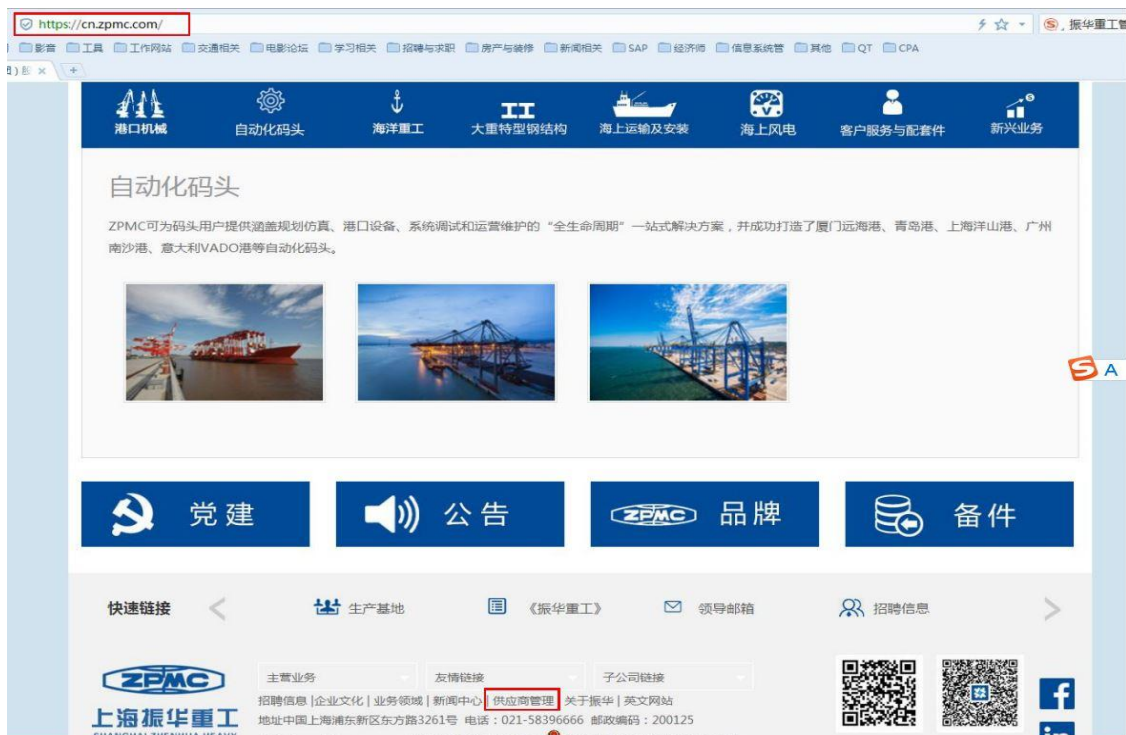 https://cn.zpmc.com/
振华重工
影音 工具 工作网站 交通相关 电影论坛 学习相关 招聘与求职 房产与装修 新闻相关 SAP 经济师 信息系统管 其他 QT CPA
港口机械 自动化码头 海洋重工 大重特型钢结构 海上运输及安装 海上风电 客户服务与配套件 新兴业务
自动化码头
ZPMC可为码头用户提供涵盖规划仿真、港口设备、系统调试和运营维护的“全生命周期”一站式解决方案，并成功打造了厦门远海港、青岛港、上海洋山港、广州
南沙港、意大利VADO港等自动化码头。
A
党建 公告 ZPMC 品牌 备件
快速链接 生产基地 《振华重工》 领导邮箱 招聘信息
ZPMC
主营业务 友情链接 子公司链接
招聘信息 |企业文化 | 业务领域 | 新闻中心 | 供应商管理 | 关于振华 | 英文网站
上海振华重工
地址中国上海浦东新区东方路3261号 电话：021-58396666 邮政编码：200125